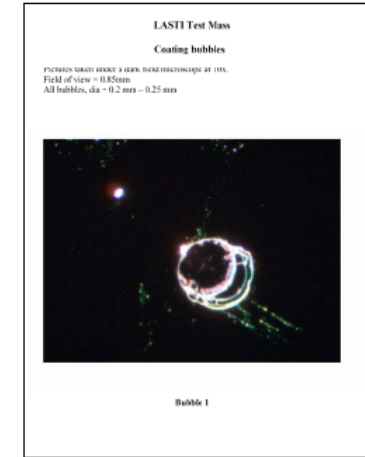 LASTI Test Mass
Coating bubbles
Pictures taken under a dark field microscope at 10x.
Field of view = 0.85mm
All bubbles, dia ~ 0.2 mm – 0.25 mm
Bubble 1